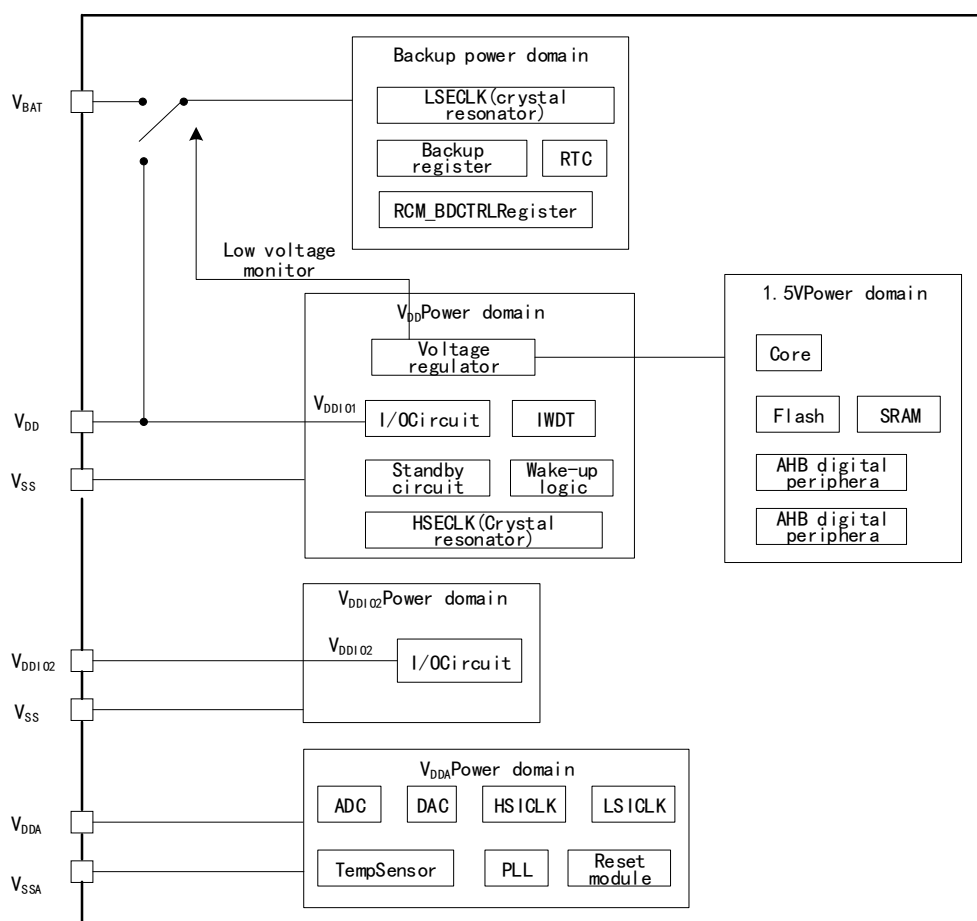 Backup power domain
VBAT
LSECLK(crystal
resonator)
Backup
register
RTC
RCM_BDCTRLRegister
Low voltage
monitor
VDDPower domain
1.5VPower domain
Voltage
regulator
Core
VDD
VDDIO1
I/OCircuit
IWDT
Flash
SRAM
VSS
Standby
circuit
Wake-up
logic
AHB digital
periphera
HSECLK(Crystal
resonator)
AHB digital
periphera
VDDIO2Power domain
VDDIO2
VDDIO2
I/OCircuit
VSS
VDDAPower domain
ADC
DAC
HSICLK
LSICLK
VDDA
TempSensor
PLL
Reset
module
VSSA